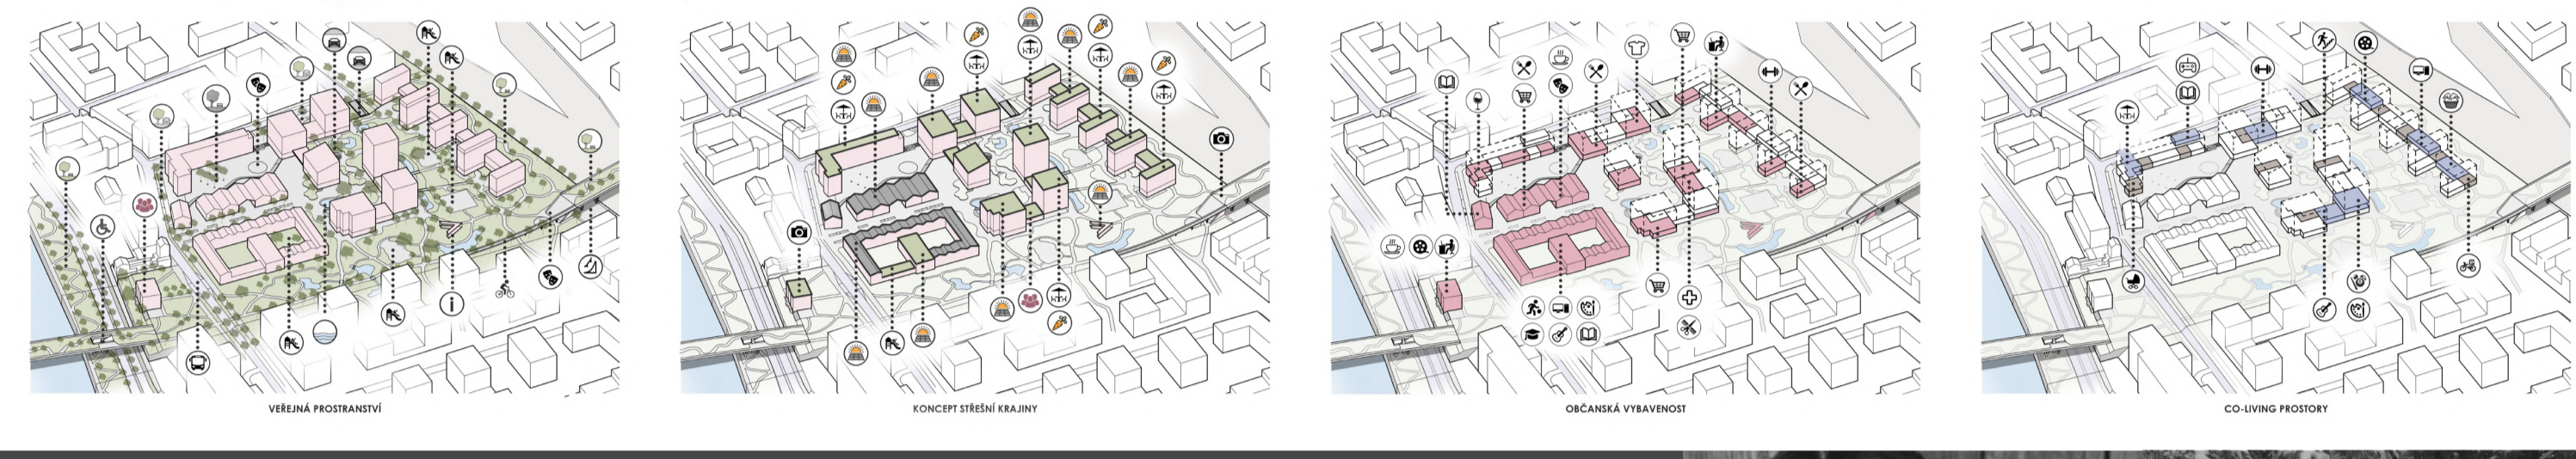 VEŘEJNÁ PROSTRANSTVÍ
KONCEPT STŘEŠNÍ KRAJINY
OBČANSKÁ VYBAVENOST
CO-LIVING PROSTORY